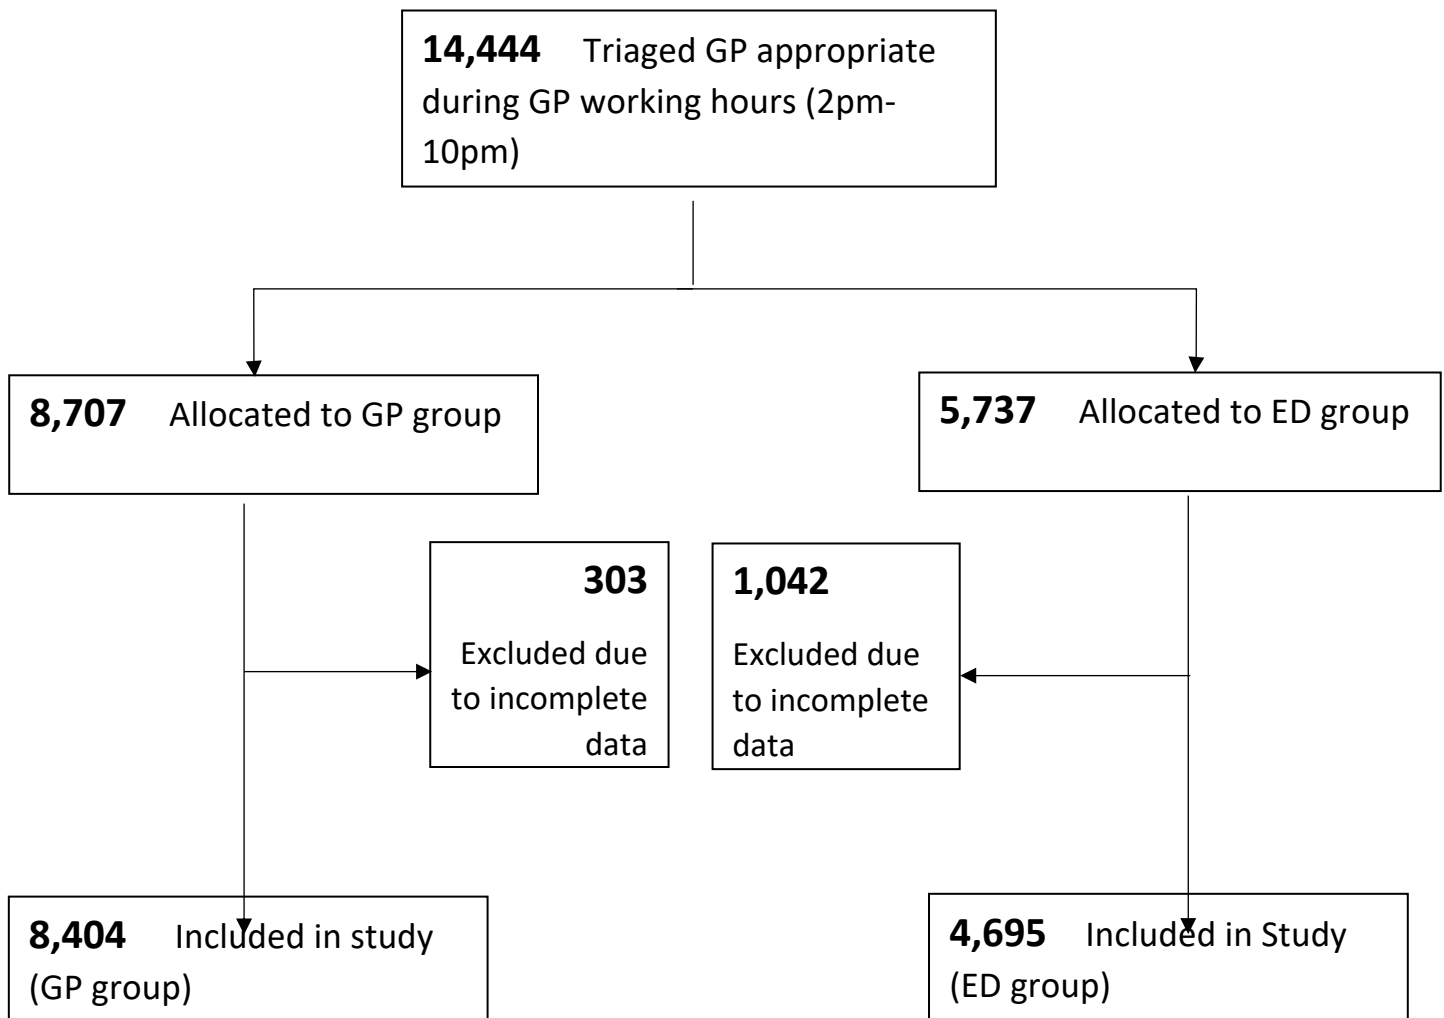 14,444 Triaged GP appropriate
during GP working hours (2pm-
10pm)
8,707 Allocated to GP group
5,737 Allocated to ED group
303
Excluded due
to incomplete
data
1,042
Excluded due
to incomplete
data
8,404 Included in study
(GP group)
4,695 Included in Study
(ED group)